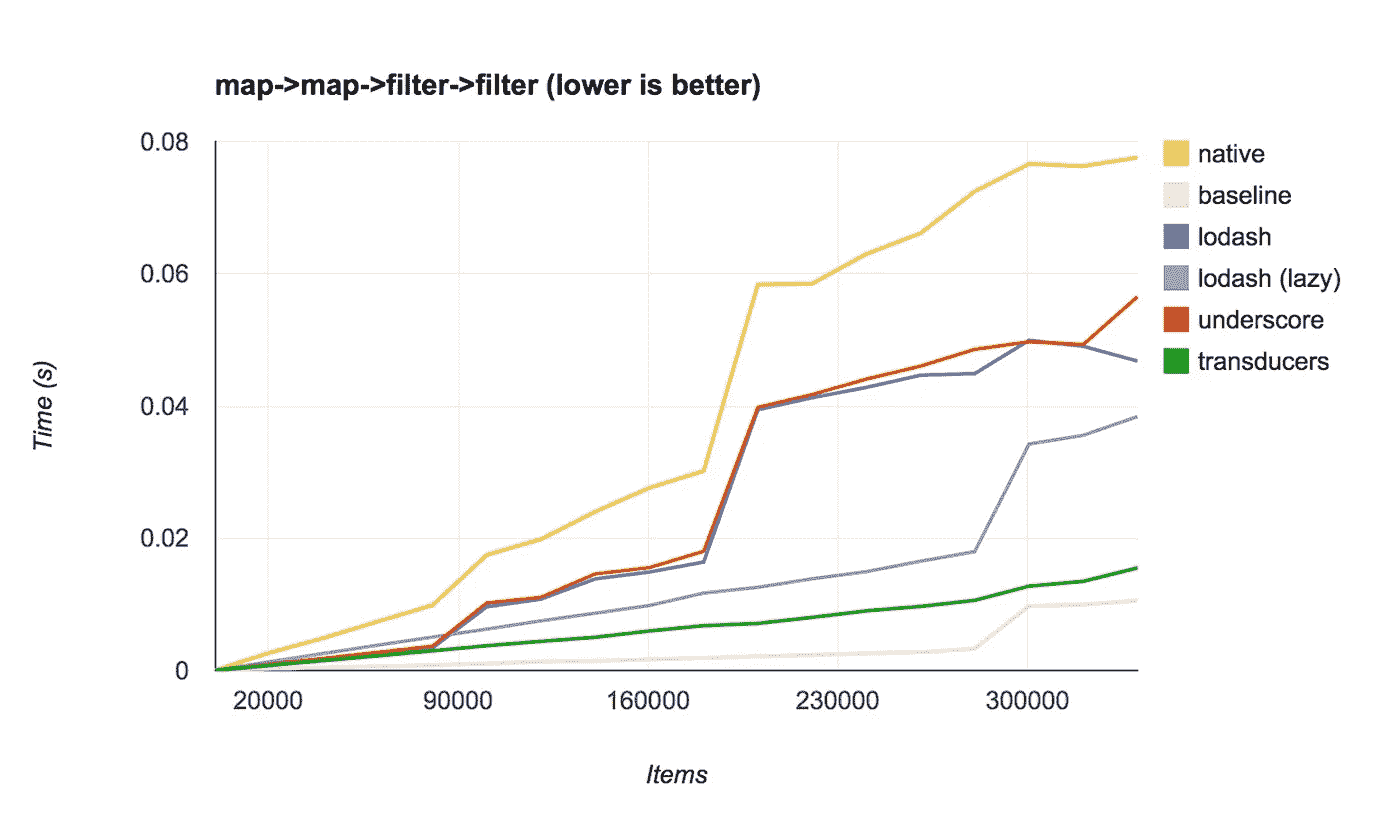 map->map->filter->filter (lower is better)
0.08
0.06
0.04
0.02
0
Time (s)
20000 90000 160000 230000 300000
Items
native
baseline
lodash
lodash (lazy)
underscore
transducers